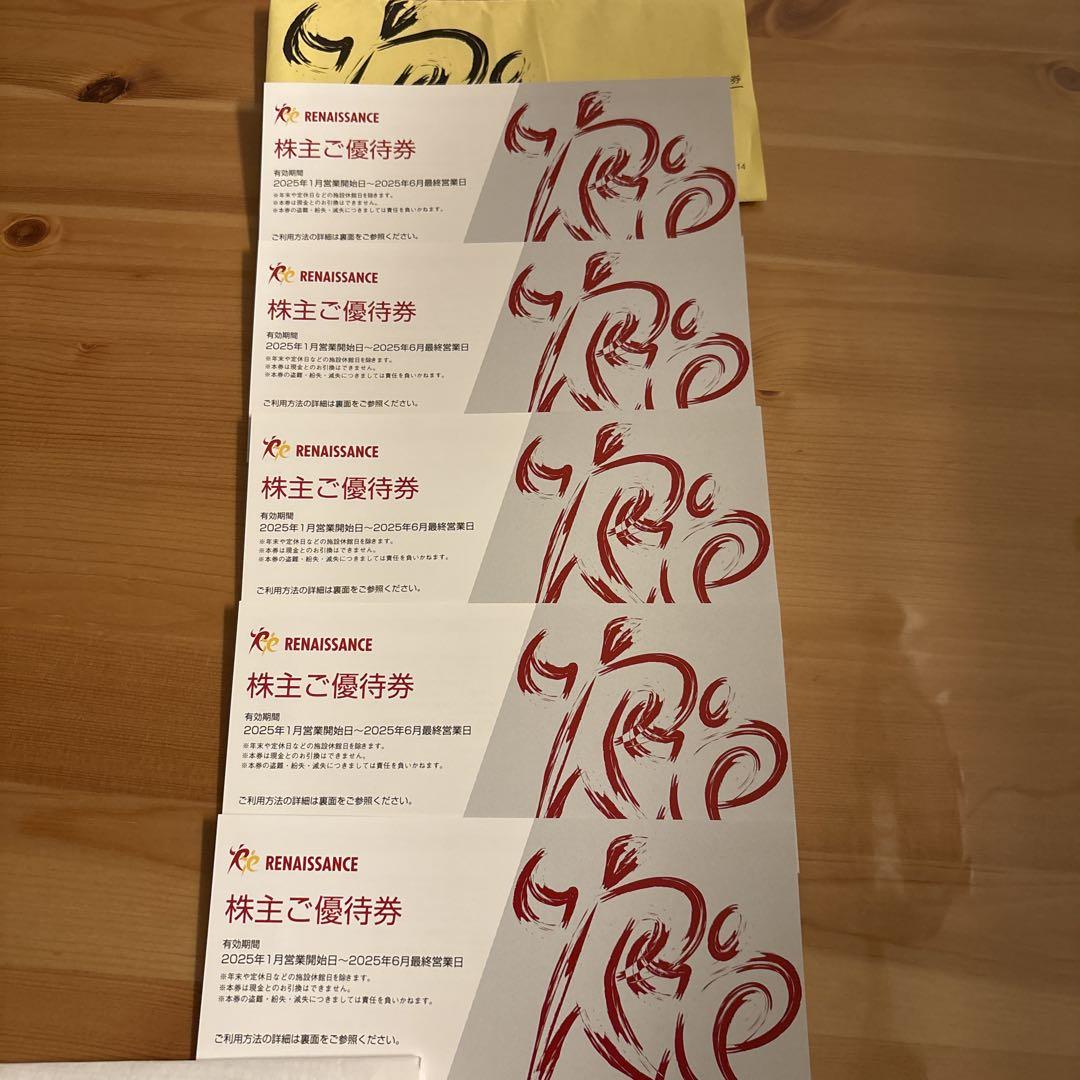 券
14
RENAISSANCE
株主ご優待券
有効期間
2025年1月営業開始日～2025年6月最終営業日
※年末や定休日などの施設休館日を除きます。
※本券は現金とのお引換はできません。
※本券の盗難・紛失・滅失につきましては責任を負いかねます。
ご利用方法の詳細は裏面をご参照ください。
RENAISSANCE
株主ご優待券
有効期間
2025年1月営業開始日～2025年6月最終営業日
※年末や定休日などの施設休館日を除きます。
※本券は現金とのお引換はできません。
※本券の盗難・紛失・滅失につきましては責任を負いかねます。
ご利用方法の詳細は裏面をご参照ください。
RENAISSANCE
株主ご優待券
有効期間
2025年1月営業開始日～2025年6月最終営業日
※年末や定休日などの施設休館日を除きます。
※本券は現金とのお引換はできません。
※本券の盗難・紛失・滅失につきましては責任を負いかねます。
ご利用方法の詳細は裏面をご参照ください。
RENAISSANCE
株主ご優待券
有効期間
2025年1月営業開始日～2025年6月最終営業日
※年末や定休日などの施設休館日を除きます。
※本券は現金とのお引換はできません。
※本券の盗難・紛失・滅失につきましては責任を負いかねます。
ご利用方法の詳細は裏面をご参照ください。
RENAISSANCE
株主ご優待券
有効期間
2025年1月営業開始日～2025年6月最終営業日
※年末や定休日などの施設休館日を除きます。
※本券は現金とのお引換はできません。
※本券の盗難・紛失・滅失につきましては責任を負いかねます。
ご利用方法の詳細は裏面をご参照ください。